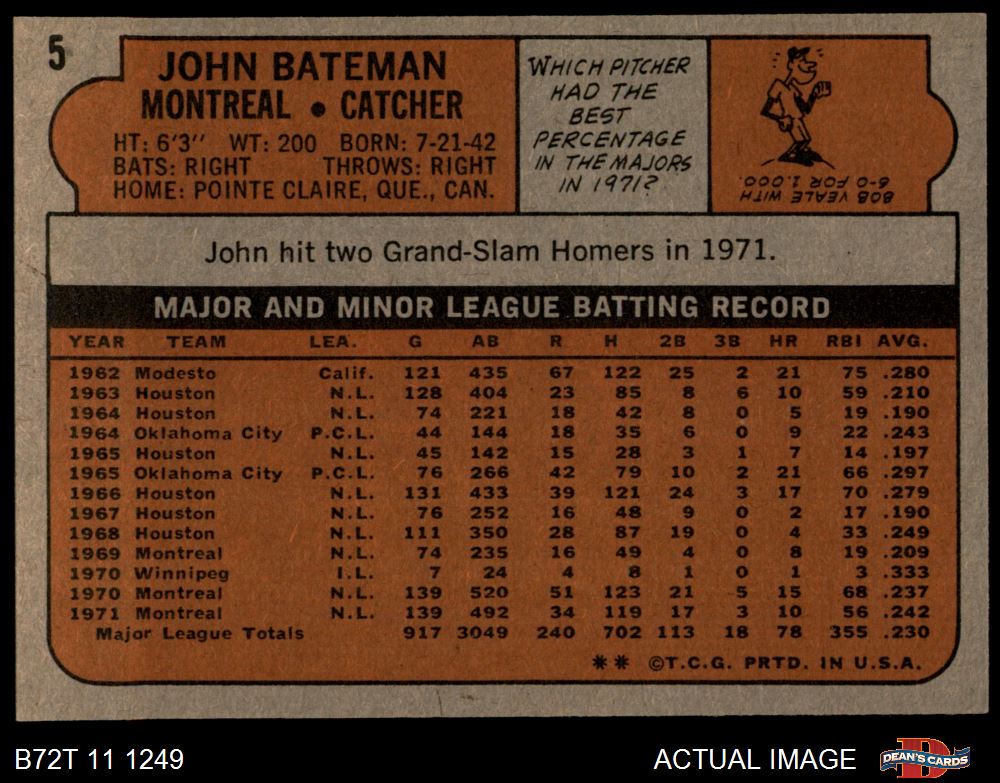 5
JOHN BATEMAN
MONTREAL • CATCHER
HT: 6'3" WT: 200 BORN: 7-21-42
BATS: RIGHT THROWS: RIGHT
HOME: POINTE CLAIRE, QUE., CAN.
WHICH PITCHER
HAD THE
BEST
PERCENTAGE
IN THE MAJORS
IN 1971?
BOB VEALE WITH
6-0 FOR 1.000.
John hit two Grand-Slam Homers in 1971.
MAJOR AND MINOR LEAGUE BATTING RECORD
YEAR TEAM LEA. G AB R H 2B 3B HR RBI AVG.
1962 Modesto Calif. 121 435 67 122 25 2 21 75 .280
1963 Houston N.L. 128 404 23 85 8 6 10 59 .210
1964 Houston N.L. 74 221 18 42 8 0 5 19 .190
1964 Oklahoma City P.C.L. 44 144 18 35 6 0 9 22 .243
1965 Houston N.L. 45 142 15 28 3 1 7 14 .197
1965 Oklahoma City P.C.L. 76 266 42 79 10 2 21 66 .297
1966 Houston N.L. 131 433 39 121 24 3 17 70 .279
1967 Houston N.L. 76 252 16 48 9 0 2 17 .190
1968 Houston N.L. 111 350 28 87 19 0 4 33 .249
1969 Montreal N.L. 74 235 16 49 4 0 8 19 .209
1970 Winnipeg I.L. 7 24 4 8 1 0 1 3 .333
1970 Montreal N.L. 139 520 51 123 21 5 15 68 .237
1971 Montreal N.L. 139 492 34 119 17 3 10 56 .242
Major League Totals 917 3049 240 702 113 18 78 355 .230
** ©T.C.G. PRTD. IN U.S.A.
B72T 11 1249
ACTUAL IMAGE
DEAN'S CARDS